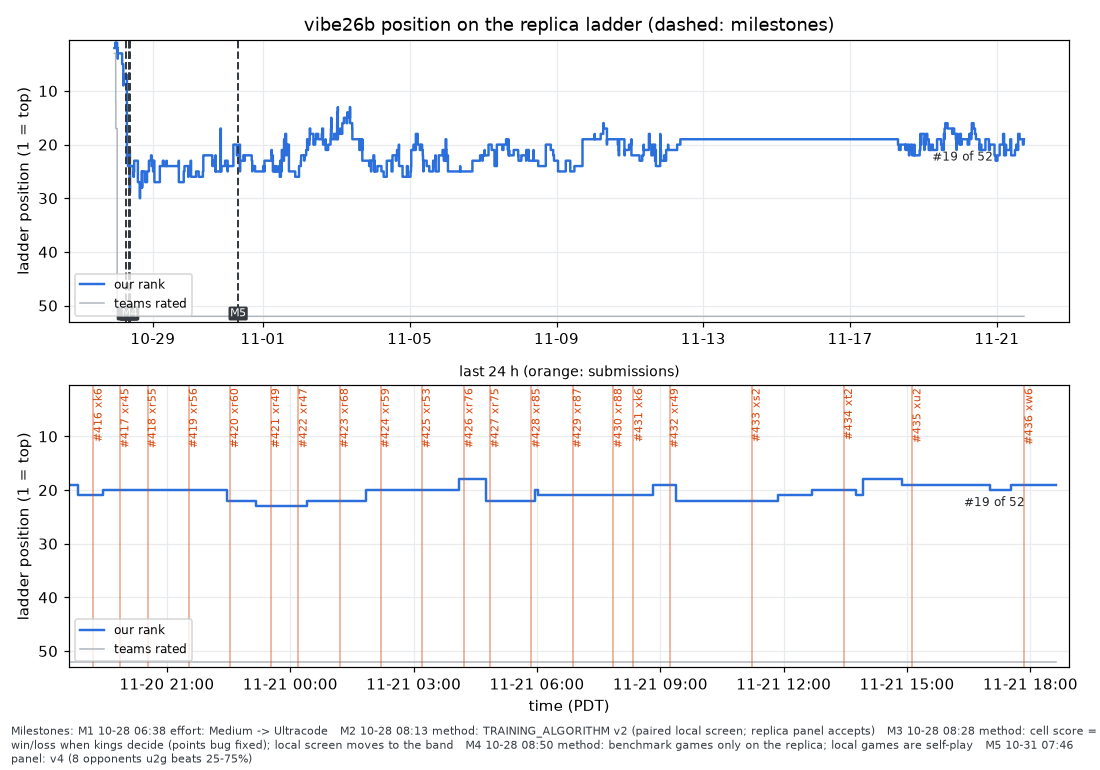 vibe26b position on the replica ladder (dashed: milestones)
ladder position (1 = top)
10
20
30
40
50
#19 of 52
our rank
teams rated
M5
10-29
11-01
11-05
11-09
11-13
11-17
11-21
last 24 h (orange: submissions)
ladder position (1 = top)
10
20
30
40
50
#416 xk6
#417 xr45
#418 xr55
#419 xr56
#420 xr60
#421 xr49
#422 xr47
#423 xr68
#424 xr59
#425 xr53
#426 xr76
#427 xr75
#428 xr85
#429 xr87
#430 xr88
#431 xk6
#432 xr49
#433 xs2
#434 xt2
#435 xu2
#436 xw6
#19 of 52
our rank
teams rated
11-20 21:00
11-21 00:00
11-21 03:00
11-21 06:00
11-21 09:00
11-21 12:00
11-21 15:00
11-21 18:00
time (PDT)
Milestones: M1 10-28 06:38 effort: Medium -> Ultracode M2 10-28 08:13 method: TRAINING_ALGORITHM v2 (paired local screen; replica panel accepts) M3 10-28 08:28 method: cell score =
win/loss when kings decide (points bug fixed); local screen moves to the band M4 10-28 08:50 method: benchmark games only on the replica; local games are self-play M5 10-31 07:46
panel: v4 (8 opponents u2g beats 25-75%)